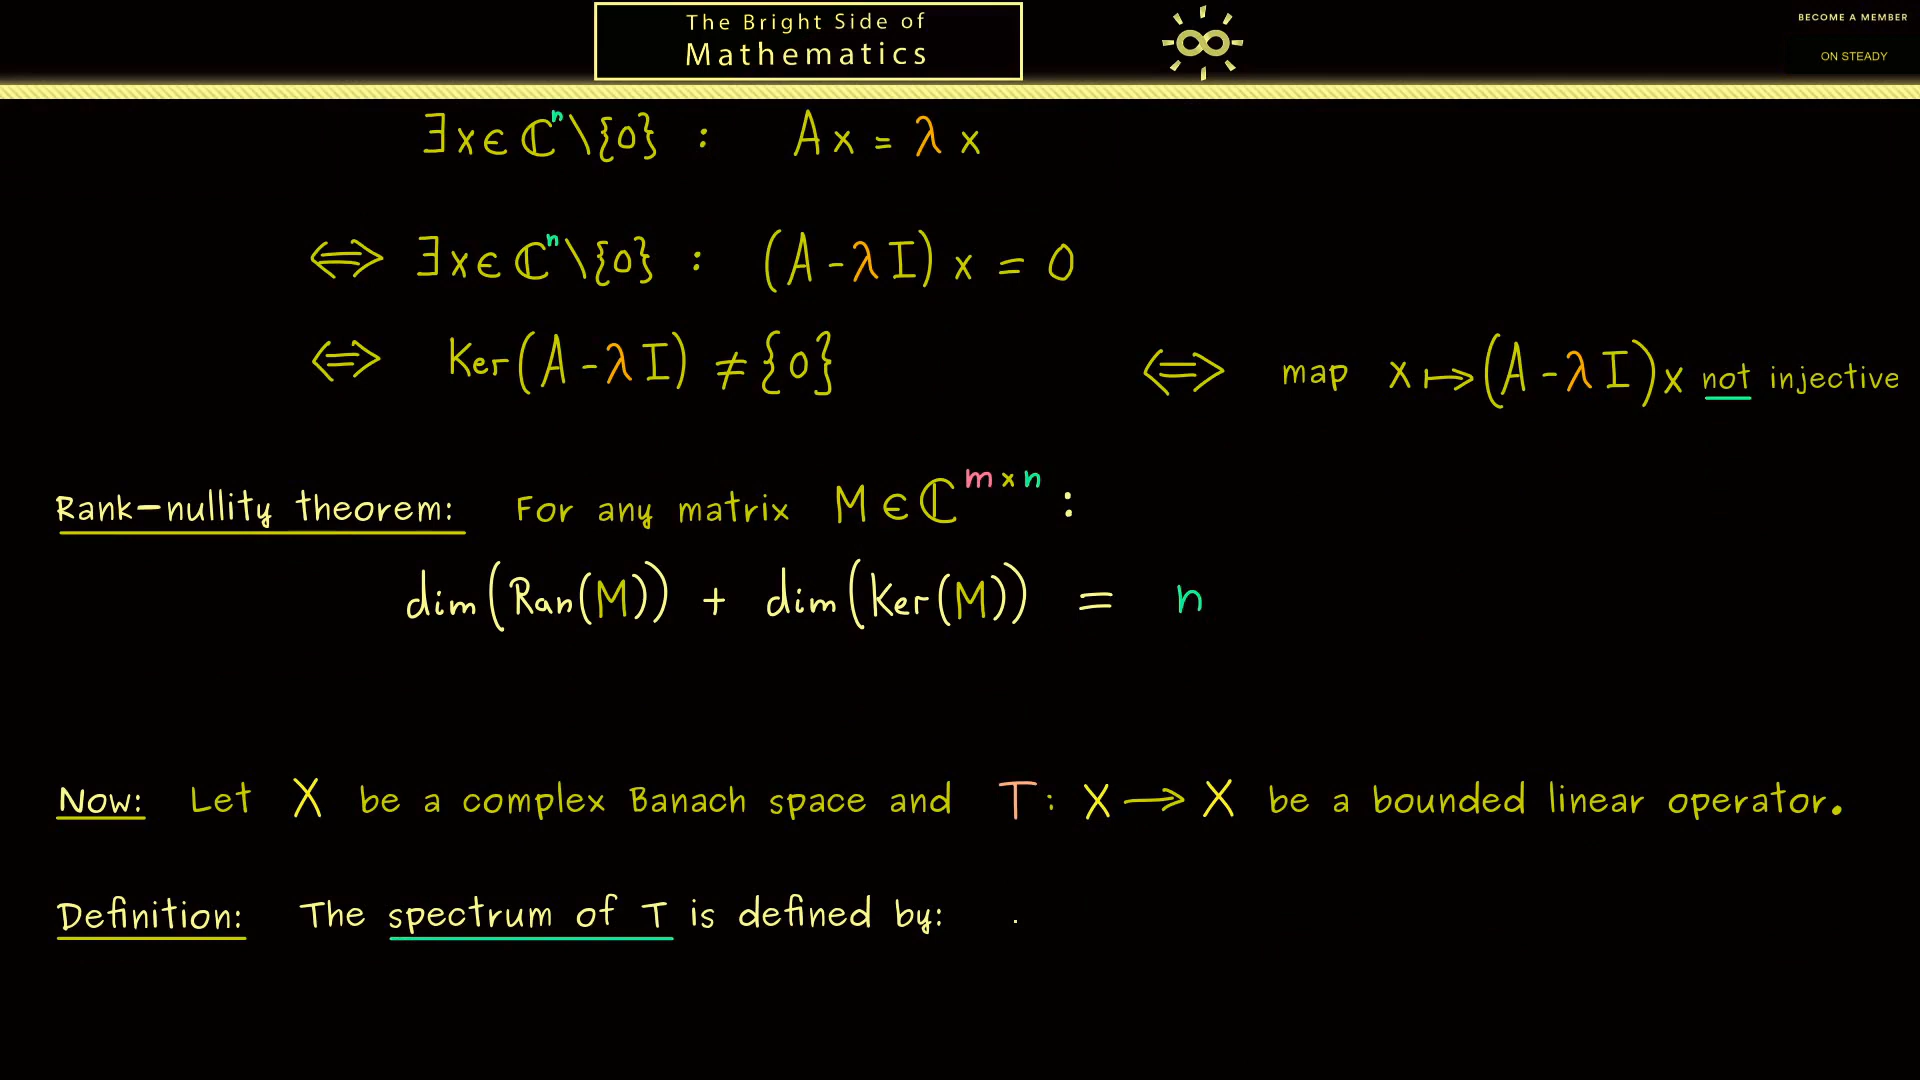 The Bright Side of
Mathematics
BECOME A MEMBER
ON STEADY
∃x∈ℂⁿ\{0} : Ax = λx
⇔ ∃x∈ℂⁿ\{0} : (A-λI)x = 0
⇔ Ker(A-λI) ≠ {0} ⇔ map x ↦ (A-λI)x not injective
Rank-nullity theorem: For any matrix M∈ℂ^{m×n} :
dim(Ran(M)) + dim(Ker(M)) = n
Now: Let X be a complex Banach space and T: X → X be a bounded linear operator.
Definition: The spectrum of T is defined by: